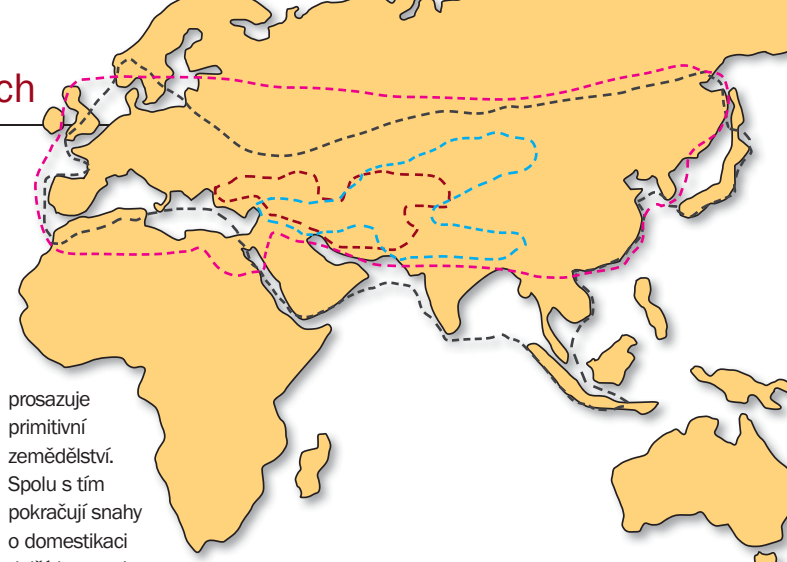 ch
prosazuje
primitivní
zemědělství.
Spolu s tím
pokračují snahy
o domestikaci